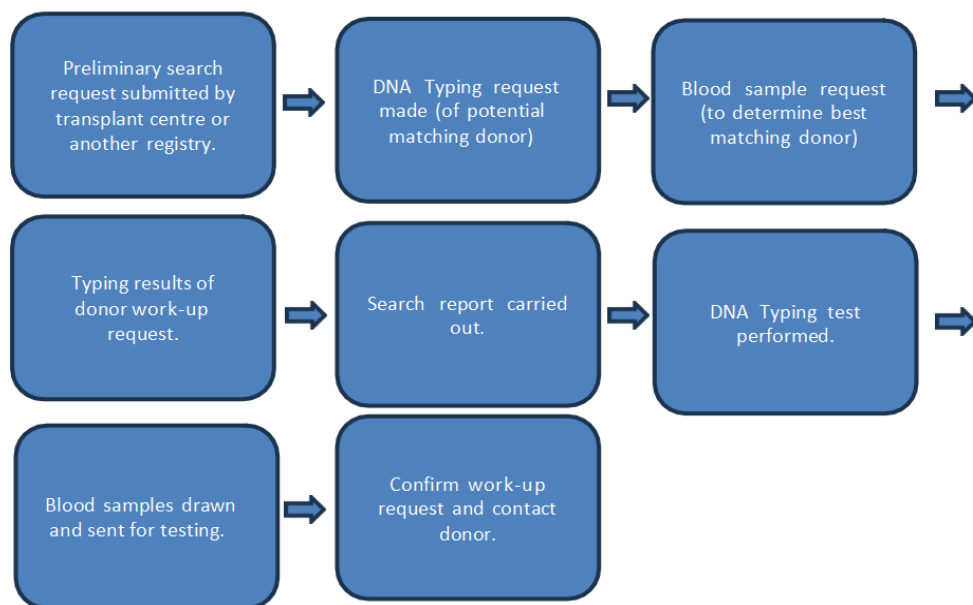 Preliminary search
request submitted by
transplant centre or
another registry.
DNA Typing request
made (of potential
matching donor)
Blood sample request
(to determine best
matching donor)
Typing results of
donor work-up
request.
Search report carried
out.
DNA Typing test
performed.
Blood samples drawn
and sent for testing.
Confirm work-up
request and contact
donor.